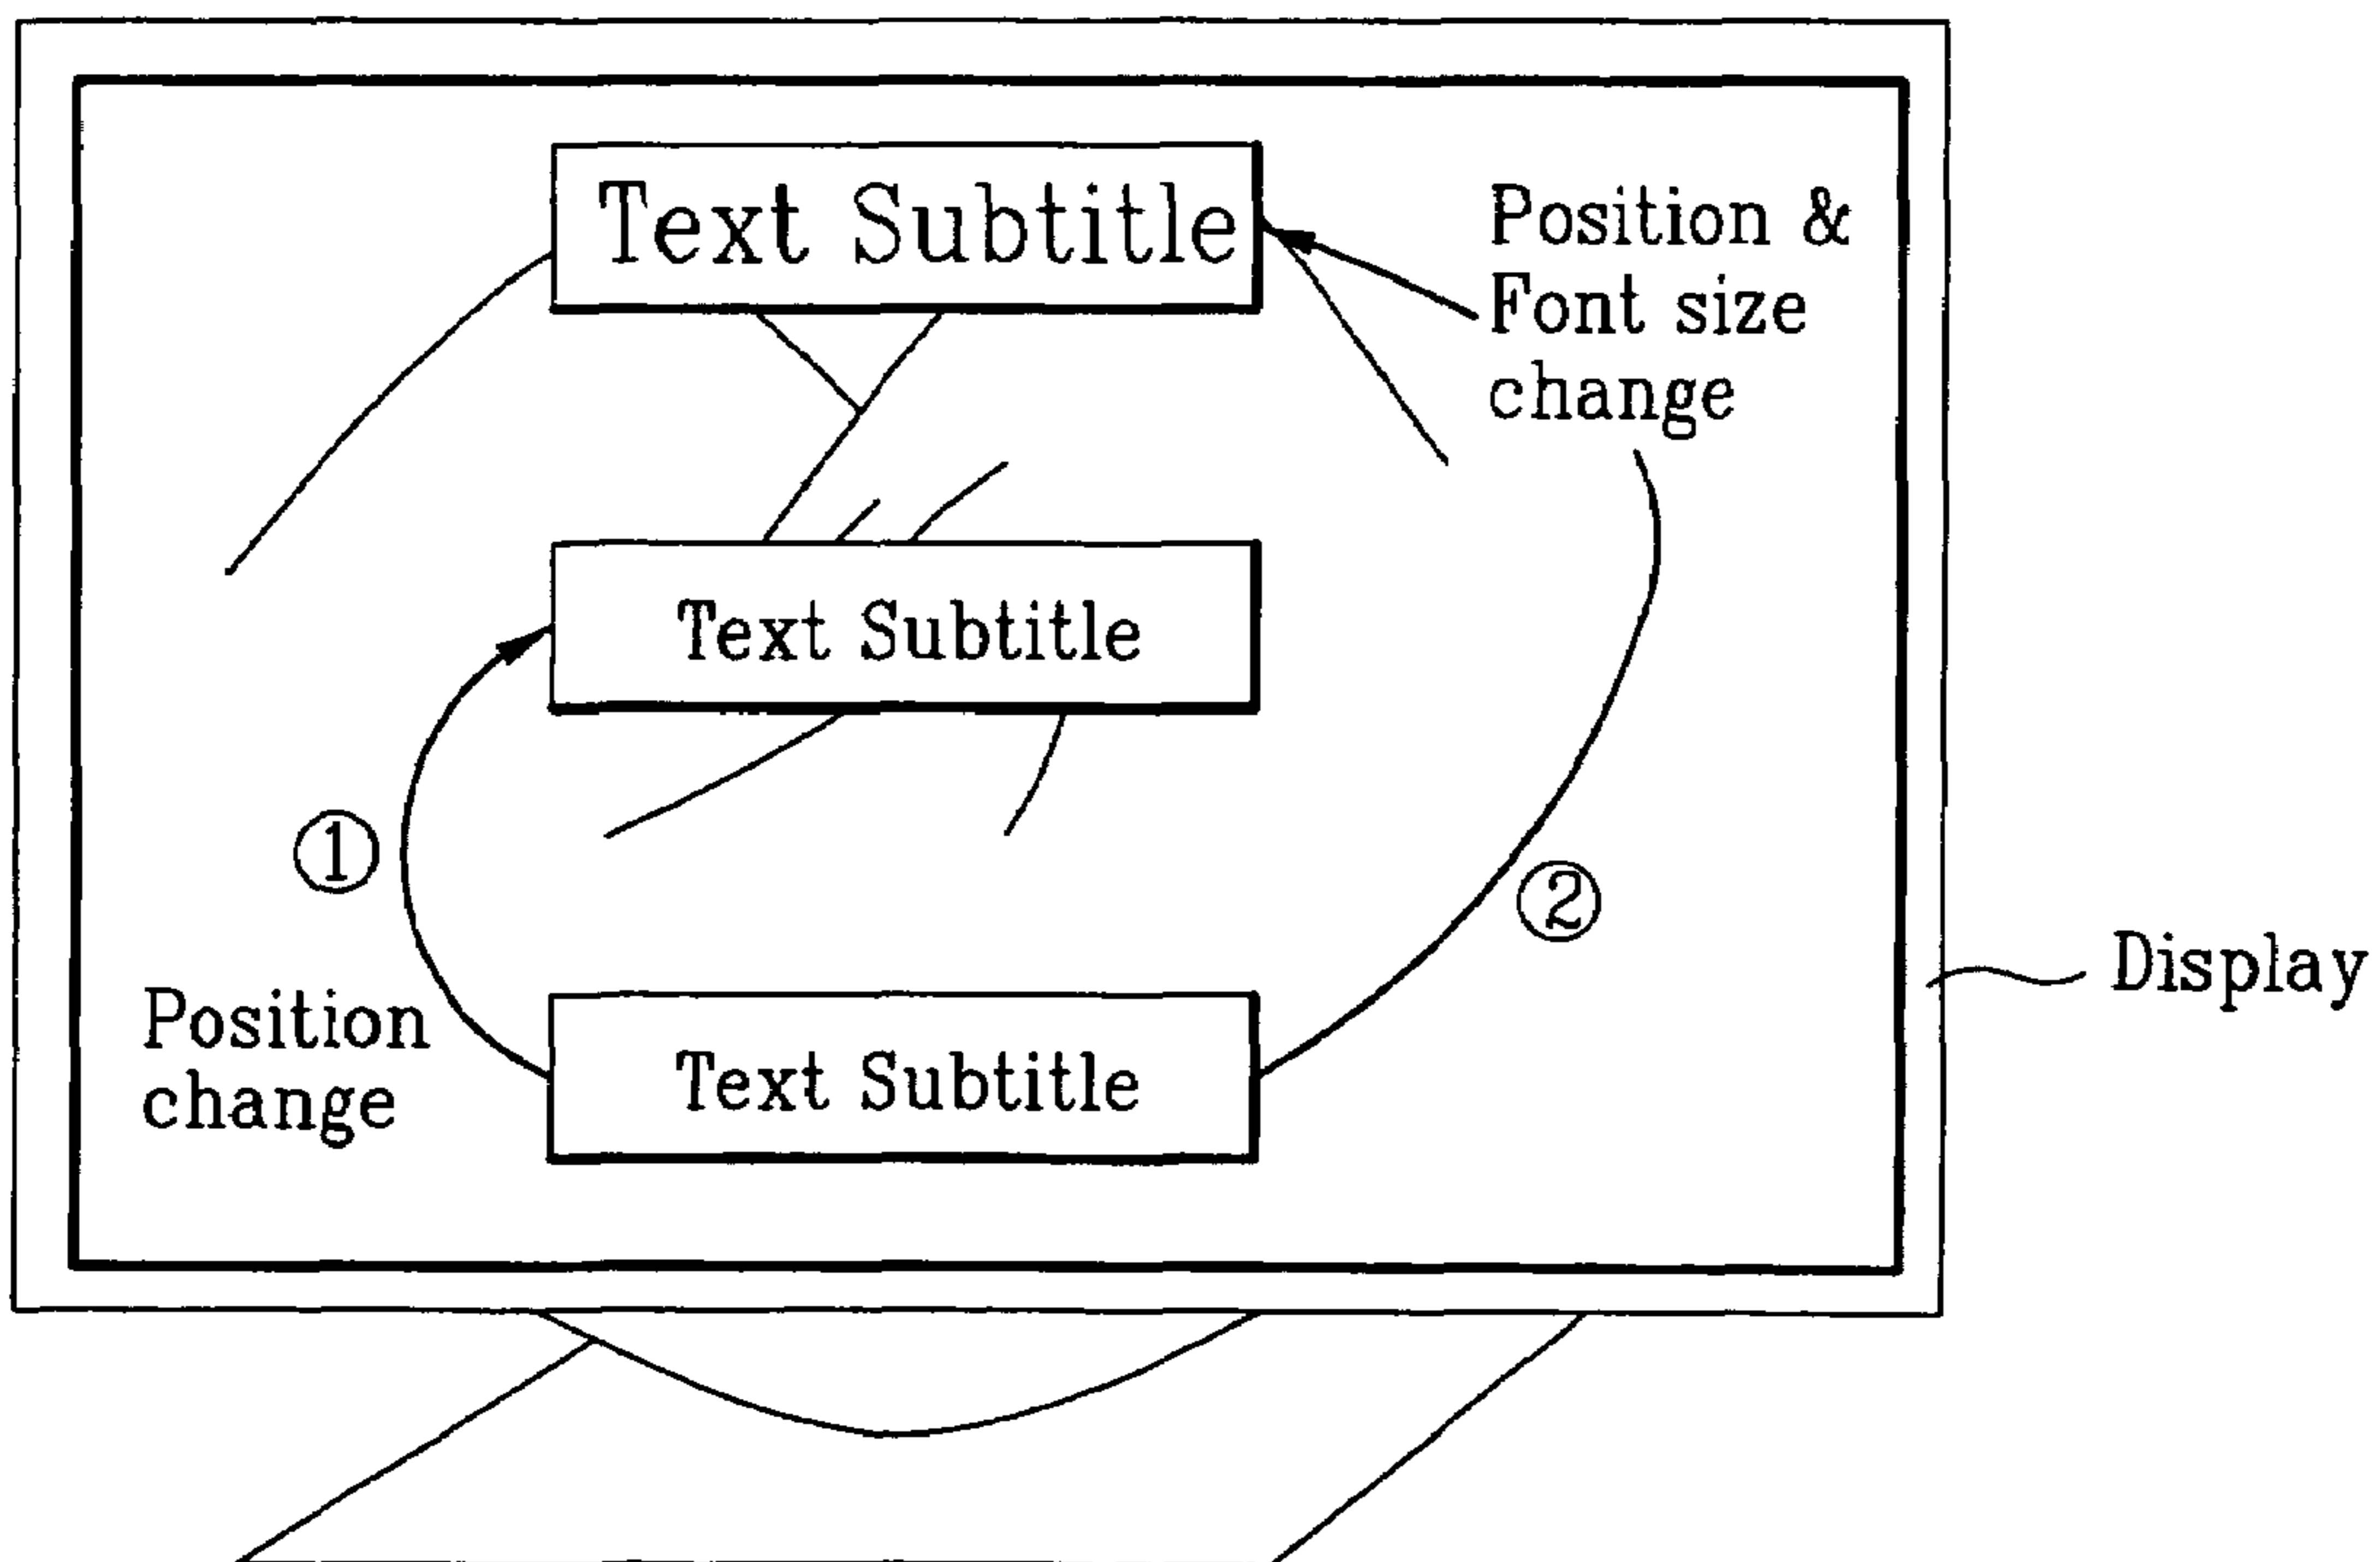 Text Subtitle
Position &
Font size
change
Text Subtitle
①
②
Display
Position
change
Text Subtitle